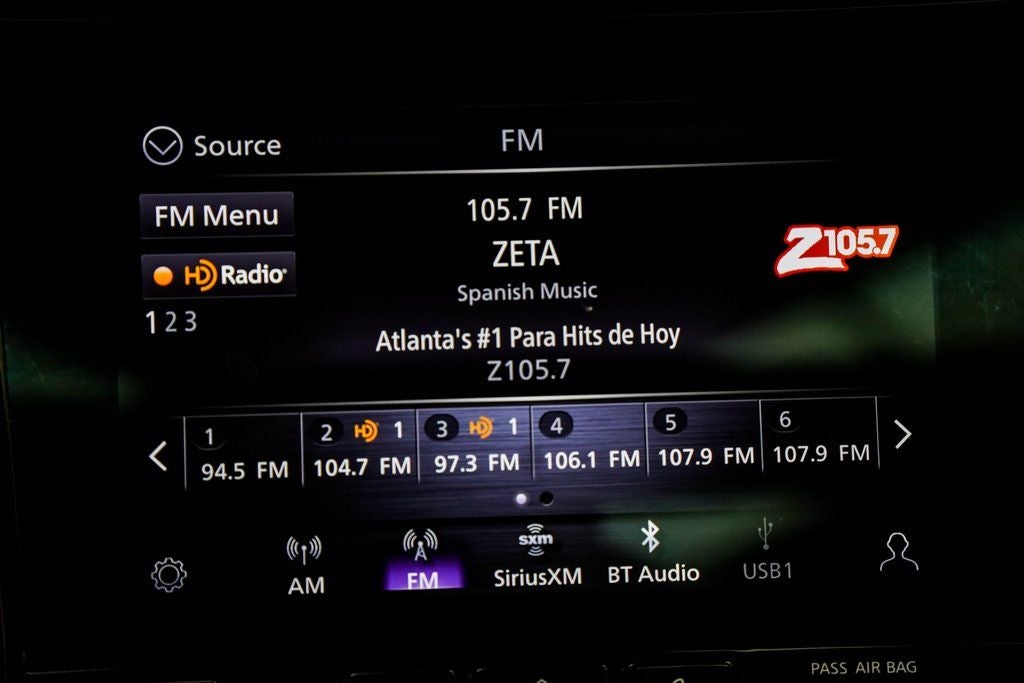 Source
FM
FM Menu
105.7 FM
ZETA
Z105.7
HD Radio®
Spanish Music
1 2 3
Atlanta's #1 Para Hits de Hoy
Z105.7
1
2 HD 1
3 HD 1
4
5
6
94.5 FM
104.7 FM
97.3 FM
106.1 FM
107.9 FM
107.9 FM
sxm
AM
FM
SiriusXM
BT Audio
USB1
PASS AIR BAG